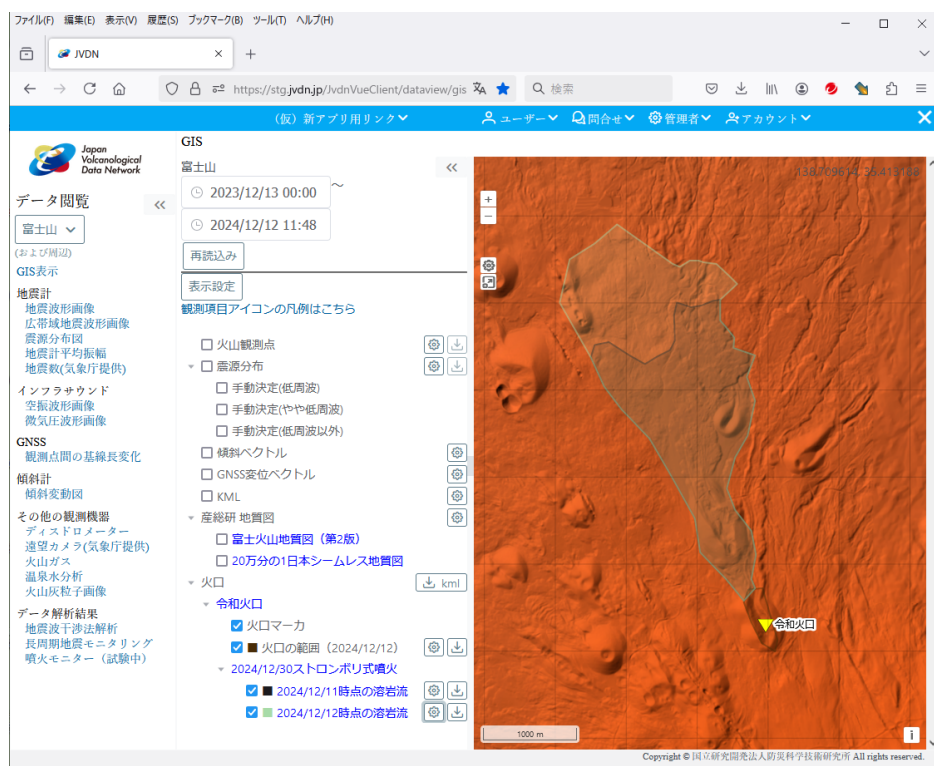 ファイル(F) 編集(E) 表示(V) 履歴(S) ブックマーク(B) ツール(T) ヘルプ(H)
JVDN
https://stg.jvdn.jp/JvdnVueClient/dataview/gis
検索
(仮) 新アプリ用リンク
ユーザー
問合せ
管理者
アカウント
Japan
Volcanological
Data Network
データ閲覧
富士山
(および周辺)
GIS表示
地震計
地震波形画像
広帯域地震波形画像
震源分布図
地震計平均振幅
地震数(気象庁提供)
インフラサウンド
空振波形画像
微気圧波形画像
GNSS
観測点間の基線長変化
傾斜計
傾斜変動図
その他の観測機器
ディスドロメーター
遠望カメラ(気象庁提供)
火山ガス
温泉水分析
火山灰粒子画像
データ解析結果
地震波干渉法解析
長周期地震モニタリング
噴火モニター（試験中）
GIS
富士山
2023/12/13 00:00
～
2024/12/12 11:48
再読込み
表示設定
観測項目アイコンの凡例はこちら
火山観測点
震源分布
手動決定(低周波)
手動決定(やや低周波)
手動決定(低周波以外)
傾斜ベクトル
GNSS変位ベクトル
KML
産総研 地質図
富士火山地質図（第2版）
20万分の1日本シームレス地質図
火口
kml
令和火口
火口マーカ
火口の範囲（2024/12/12）
2024/12/30ストロンボリ式噴火
2024/12/11時点の溶岩流
2024/12/12時点の溶岩流
+
−
令和火口
1000 m
i
Copyright © 国立研究開発法人防災科学技術研究所 All rights reserved.